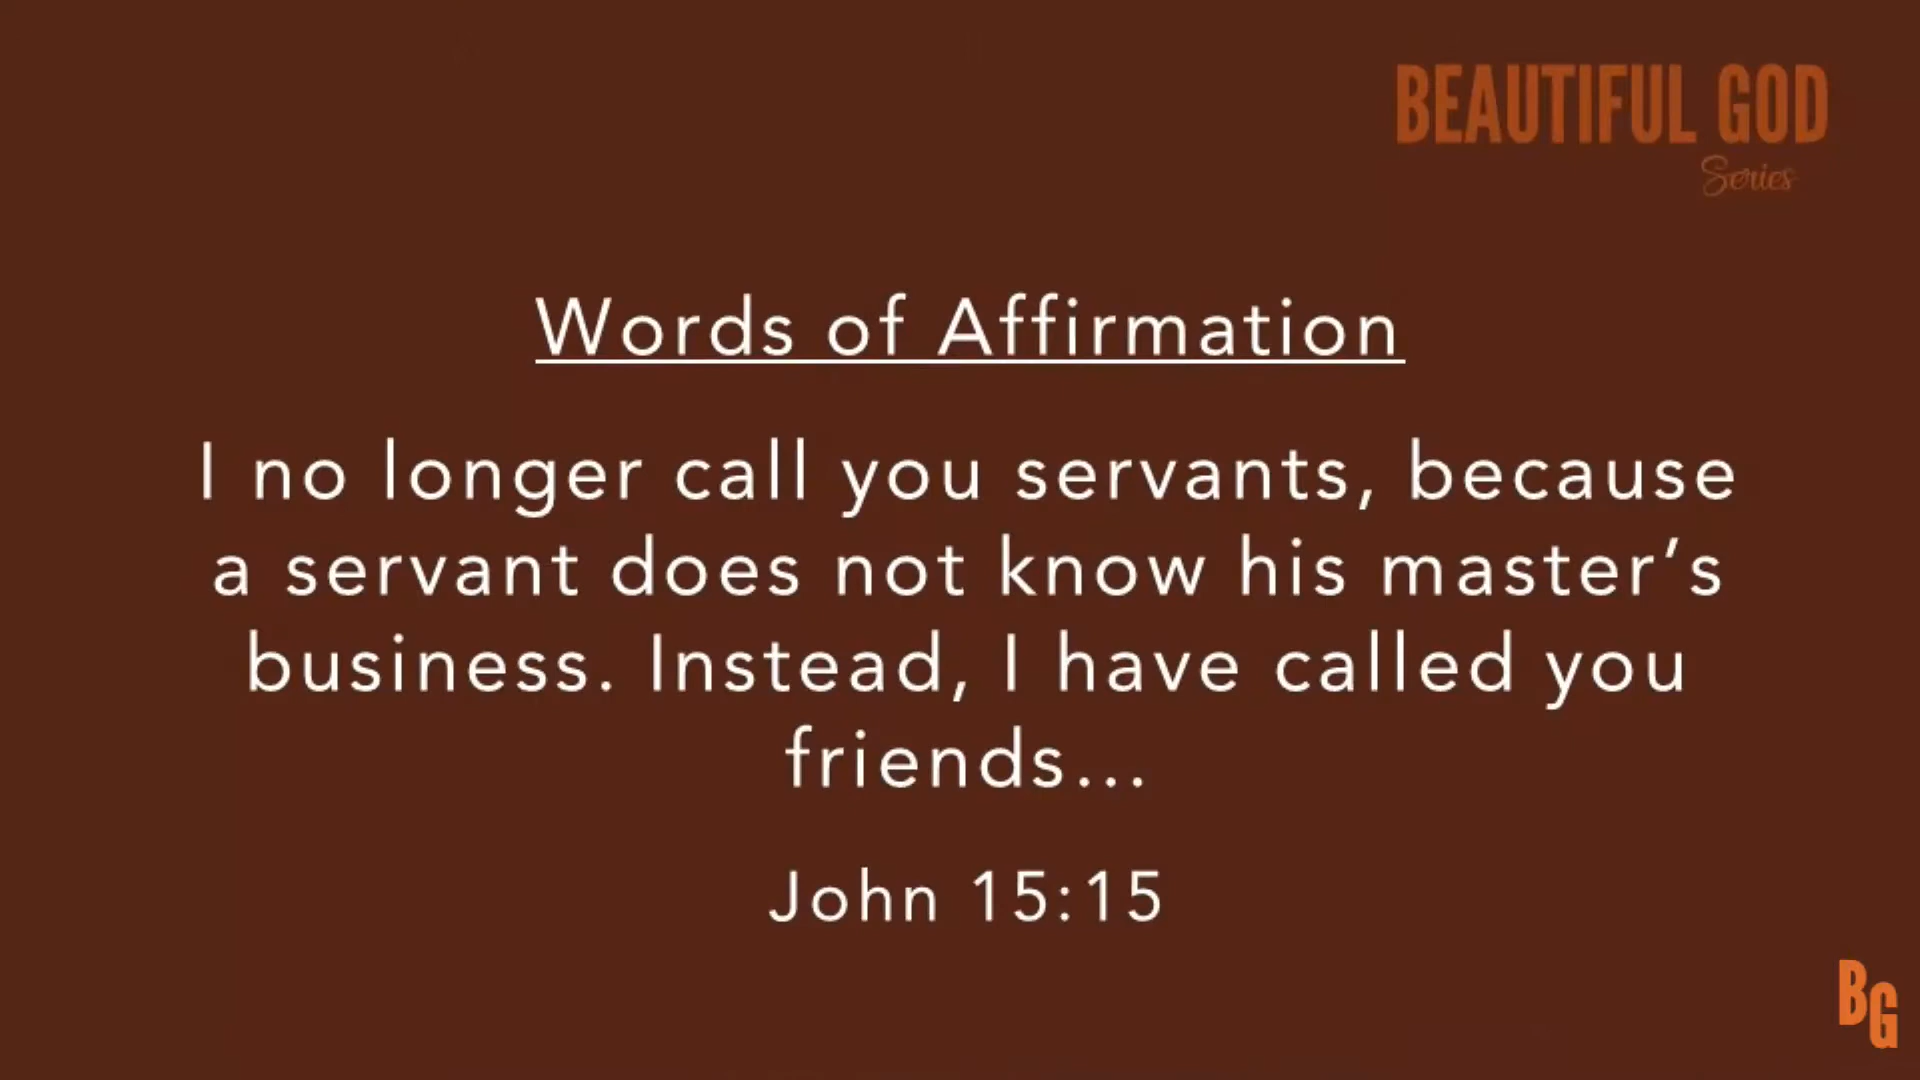 BEAUTIFUL GOD
Series
Words of Affirmation
I no longer call you servants, because
a servant does not know his master’s
business. Instead, I have called you
friends...
John 15:15
BG